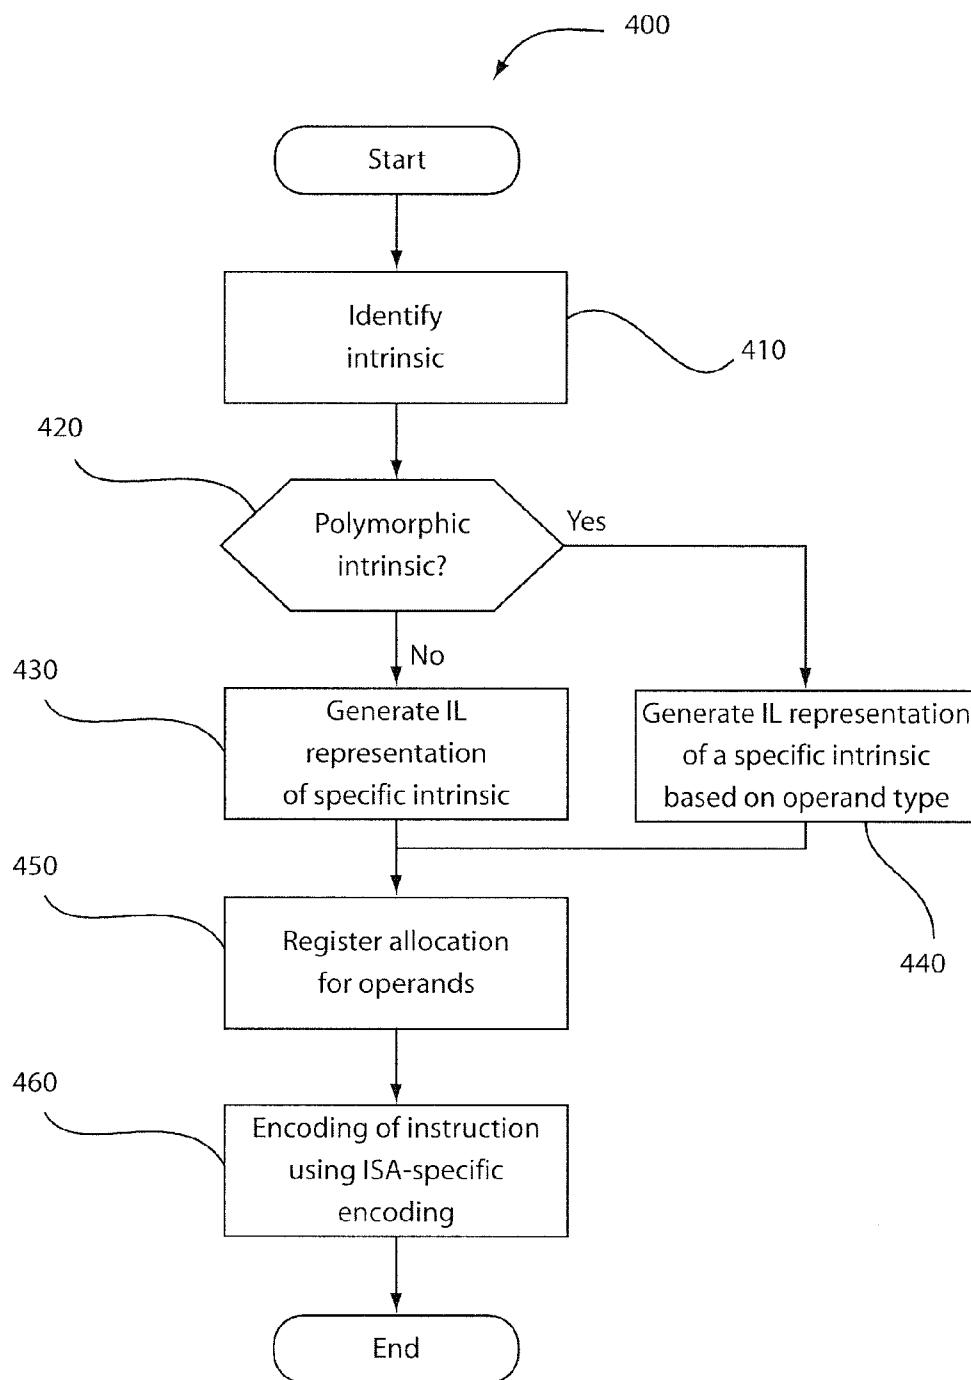 400
Start
Identify
intrinsic
410
420
Polymorphic
intrinsic?
Yes
No
430
Generate IL
representation
of specific intrinsic
Generate IL representation
of a specific intrinsic
based on operand type
450
Register allocation
for operands
440
460
Encoding of instruction
using ISA-specific
encoding
End